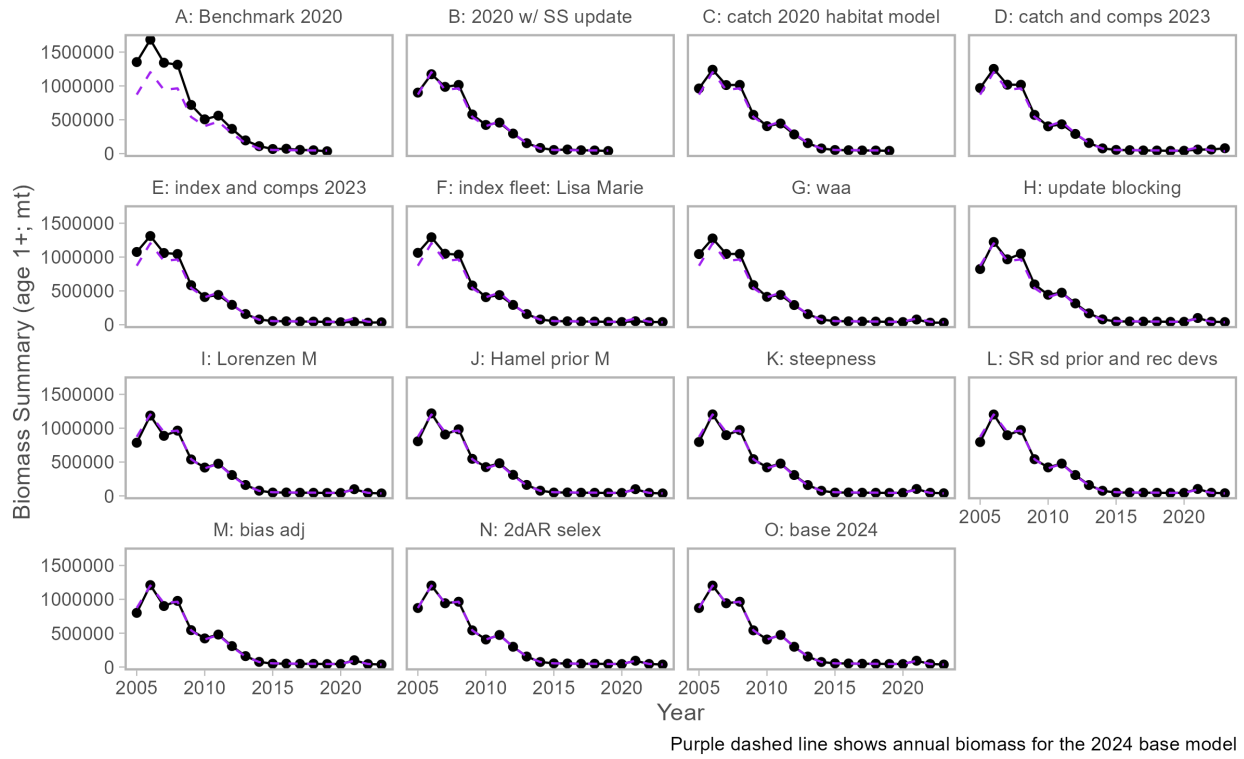 A: Benchmark 2020
B: 2020 w/ SS update
C: catch 2020 habitat model
D: catch and comps 2023
1500000
1000000
500000
0
E: index and comps 2023
F: index fleet: Lisa Marie
G: waa
H: update blocking
1500000
1000000
500000
0
Biomass Summary (age 1+; mt)
I: Lorenzen M
J: Hamel prior M
K: steepness
L: SR sd prior and rec devs
1500000
1000000
500000
0
2005 2010 2015 2020
M: bias adj
N: 2dAR selex
O: base 2024
1500000
1000000
500000
0
2005 2010 2015 2020
2005 2010 2015 2020
2005 2010 2015 2020
Year
Purple dashed line shows annual biomass for the 2024 base model